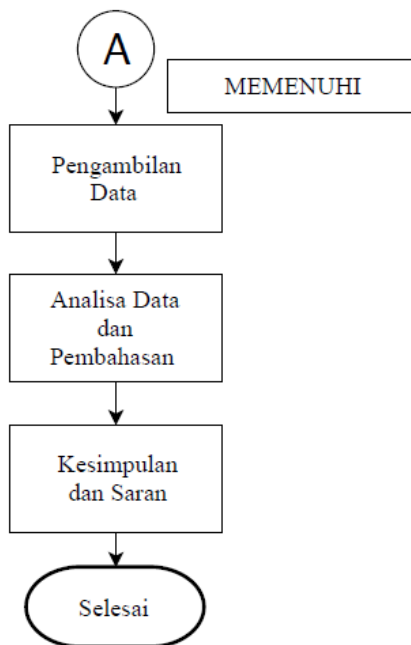 A
MEMENUHI
Pengambilan
Data
Analisa Data
dan
Pembahasan
Kesimpulan
dan Saran
Selesai